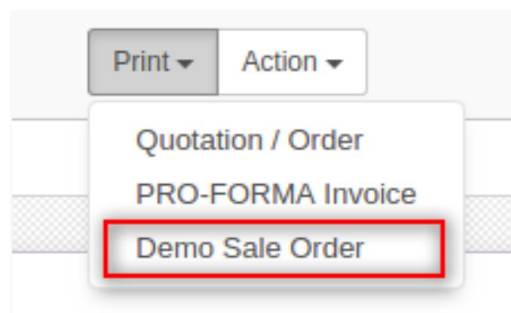 Print Action
Quotation / Order
PRO-FORMA Invoice
Demo Sale Order